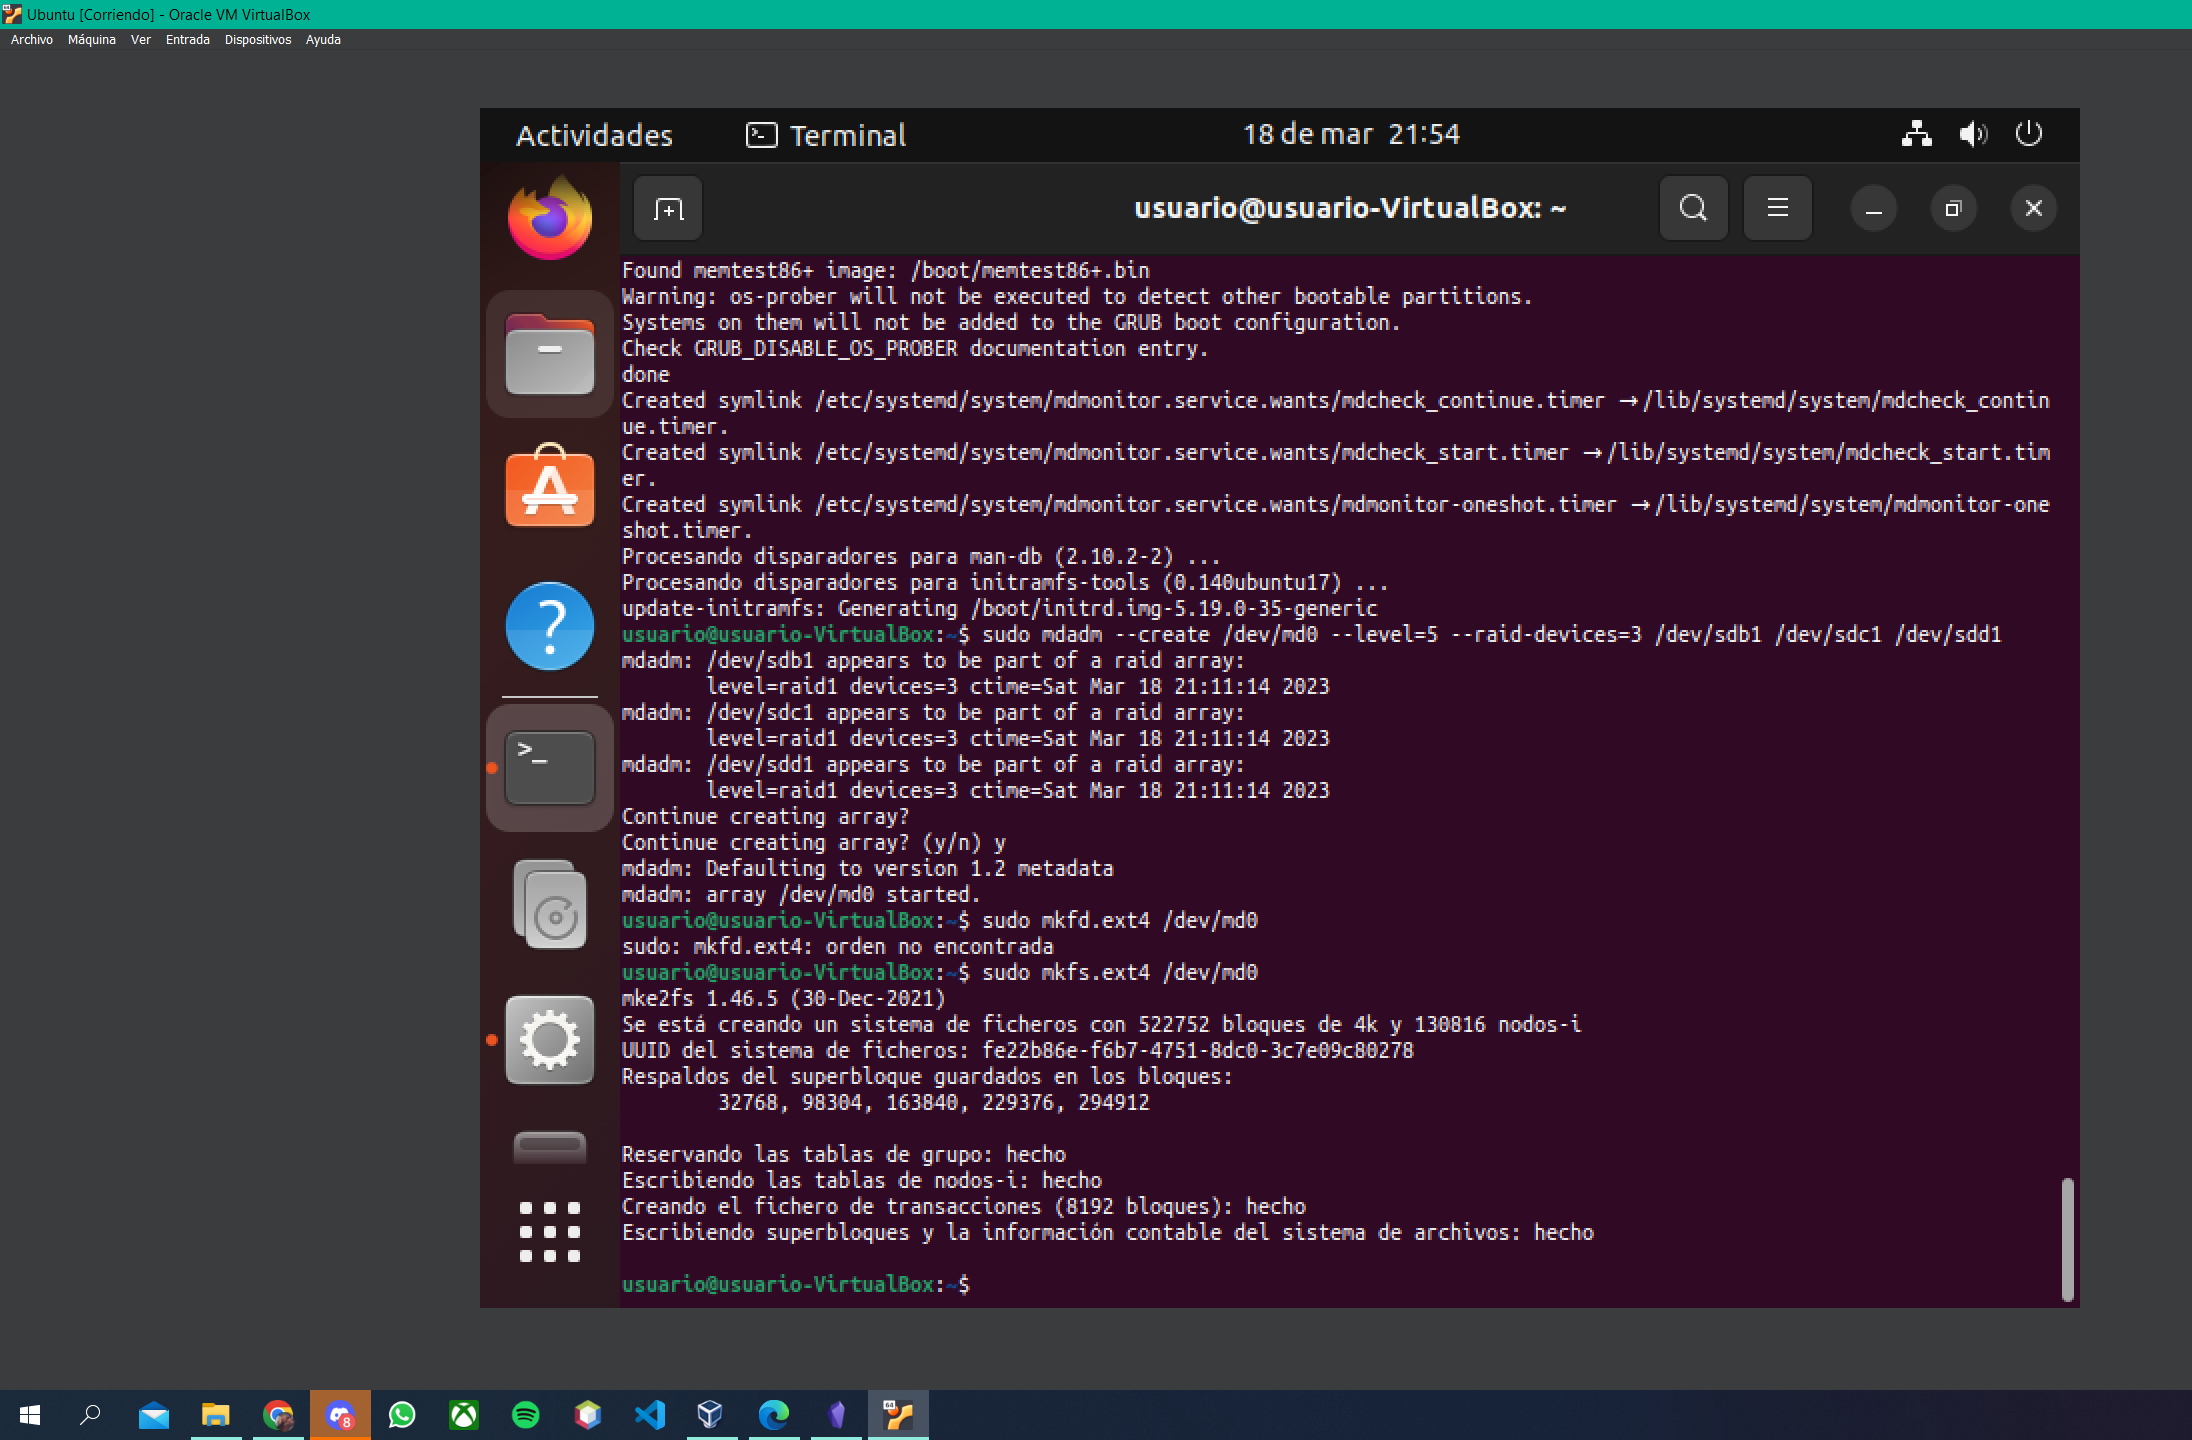 Ubuntu [Corriendo] - Oracle VM VirtualBox
Archivo Máquina Ver Entrada Dispositivos Ayuda
Actividades Terminal 18 de mar 21:54
usuario@usuario-VirtualBox: ~
Found memtest86+ image: /boot/memtest86+.bin
Warning: os-prober will not be executed to detect other bootable partitions.
Systems on them will not be added to the GRUB boot configuration.
Check GRUB_DISABLE_OS_PROBER documentation entry.
done
Created symlink /etc/systemd/system/mdmonitor.service.wants/mdcheck_continue.timer → /lib/systemd/system/mdcheck_contin
ue.timer.
Created symlink /etc/systemd/system/mdmonitor.service.wants/mdcheck_start.timer → /lib/systemd/system/mdcheck_start.tim
er.
Created symlink /etc/systemd/system/mdmonitor.service.wants/mdmonitor-oneshot.timer → /lib/systemd/system/mdmonitor-one
shot.timer.
Procesando disparadores para man-db (2.10.2-2) ...
Procesando disparadores para initramfs-tools (0.140ubuntu17) ...
update-initramfs: Generating /boot/initrd.img-5.19.0-35-generic
usuario@usuario-VirtualBox:~$ sudo mdadm --create /dev/md0 --level=5 --raid-devices=3 /dev/sdb1 /dev/sdc1 /dev/sdd1
mdadm: /dev/sdb1 appears to be part of a raid array:
level=raid1 devices=3 ctime=Sat Mar 18 21:11:14 2023
mdadm: /dev/sdc1 appears to be part of a raid array:
level=raid1 devices=3 ctime=Sat Mar 18 21:11:14 2023
mdadm: /dev/sdd1 appears to be part of a raid array:
level=raid1 devices=3 ctime=Sat Mar 18 21:11:14 2023
Continue creating array?
Continue creating array? (y/n) y
mdadm: Defaulting to version 1.2 metadata
mdadm: array /dev/md0 started.
usuario@usuario-VirtualBox:~$ sudo mkfd.ext4 /dev/md0
sudo: mkfd.ext4: orden no encontrada
usuario@usuario-VirtualBox:~$ sudo mkfs.ext4 /dev/md0
mke2fs 1.46.5 (30-Dec-2021)
Se está creando un sistema de ficheros con 522752 bloques de 4k y 130816 nodos-i
UUID del sistema de ficheros: fe22b86e-f6b7-4751-8dc0-3c7e09c80278
Respaldos del superbloque guardados en los bloques:
32768, 98304, 163840, 229376, 294912
Reservando las tablas de grupo: hecho
Escribiendo las tablas de nodos-i: hecho
Creando el fichero de transacciones (8192 bloques): hecho
Escribiendo superbloques y la información contable del sistema de archivos: hecho
usuario@usuario-VirtualBox:~$
8
64